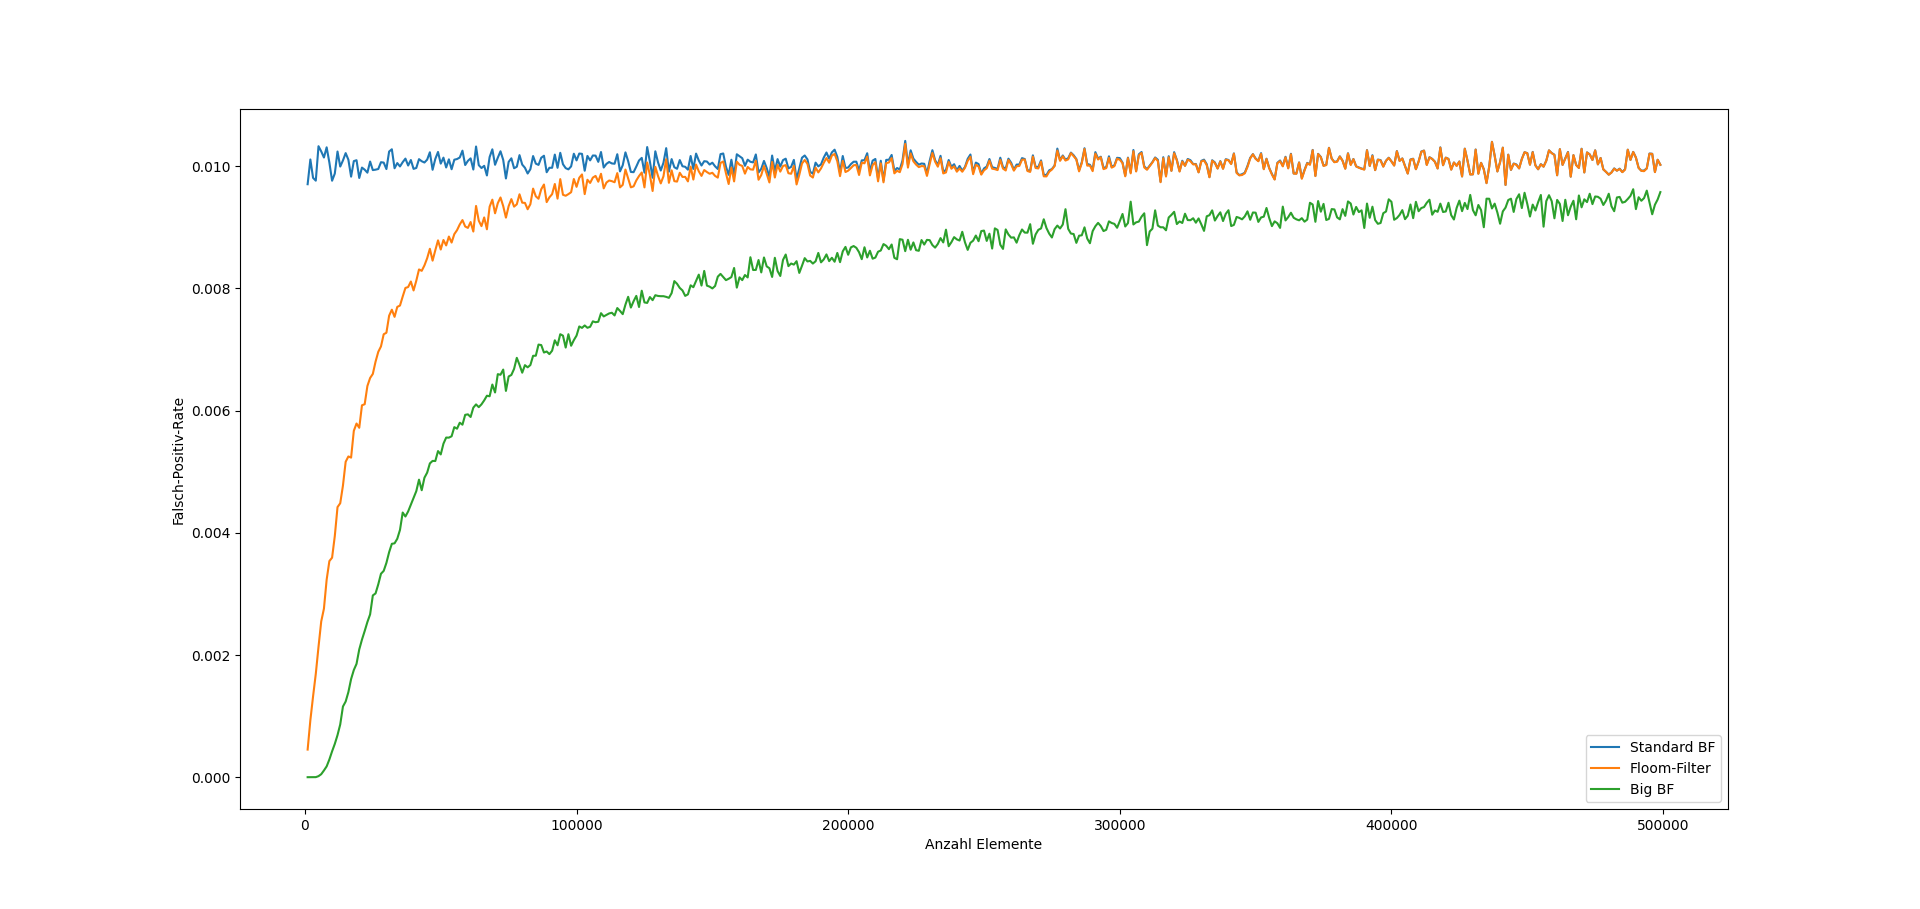 0.010
0.008
0.006
0.004
0.002
0.000
Falsch-Positiv-Rate
0 100000 200000 300000 400000 500000
Anzahl Elemente
Standard BF
Floom-Filter
Big BF